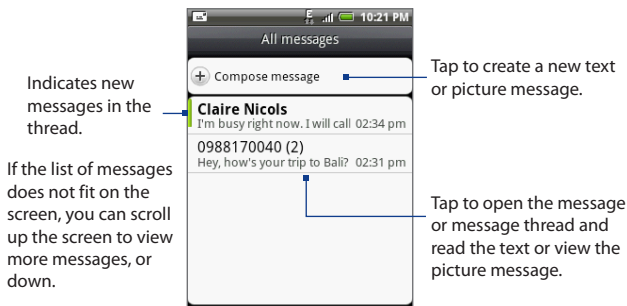 10:21 PM
All messages
Compose message
Tap to create a new text
or picture message.
Indicates new
messages in the
thread.
Claire Nicols
I'm busy right now. I will call 02:34 pm
0988170040 (2)
Hey, how's your trip to Bali? 02:31 pm
If the list of messages
does not fit on the
screen, you can scroll
up the screen to view
more messages, or
down.
Tap to open the message
or message thread and
read the text or view the
picture message.